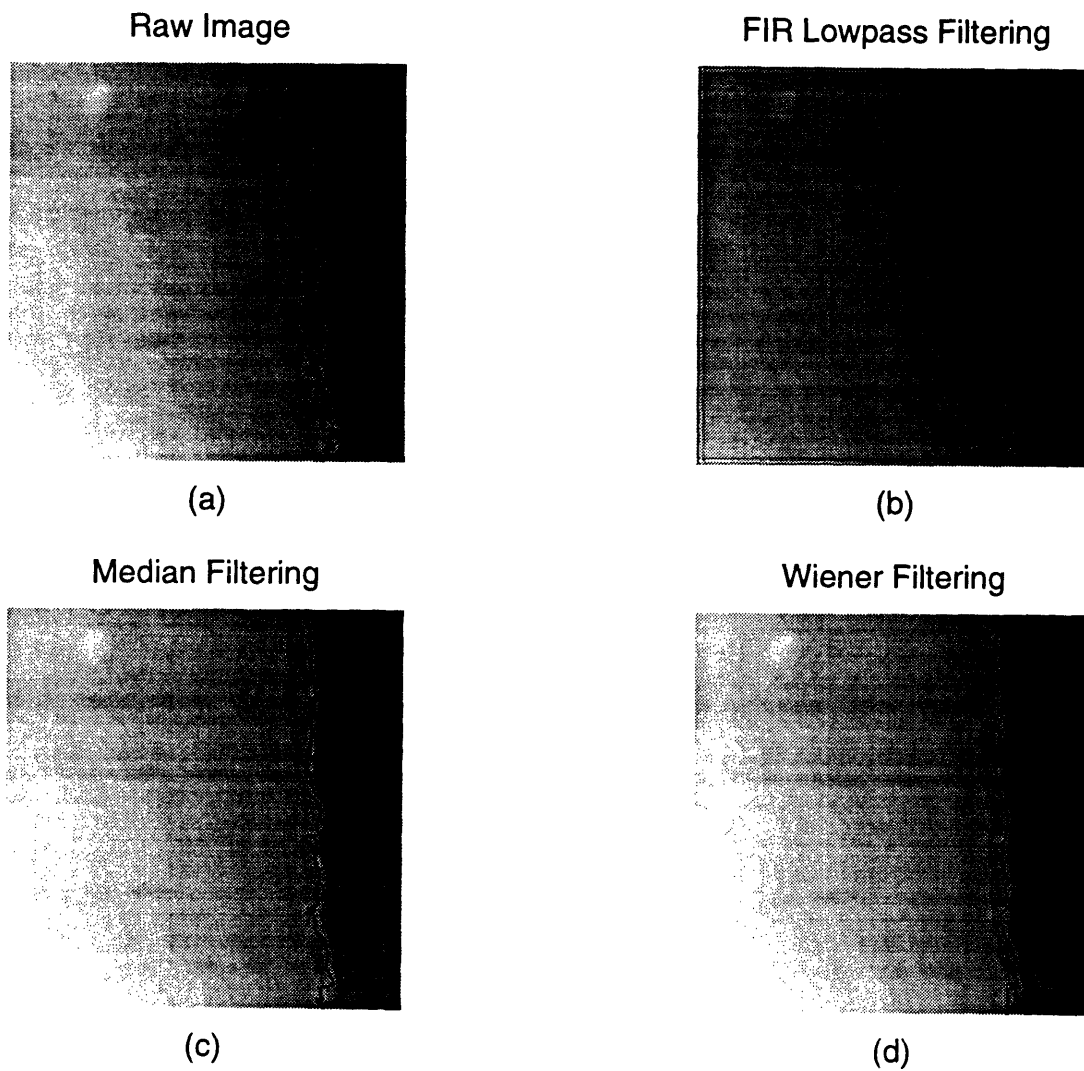 Raw Image
FIR Lowpass Filtering
(a)
(b)
Median Filtering
Wiener Filtering
(c)
(d)